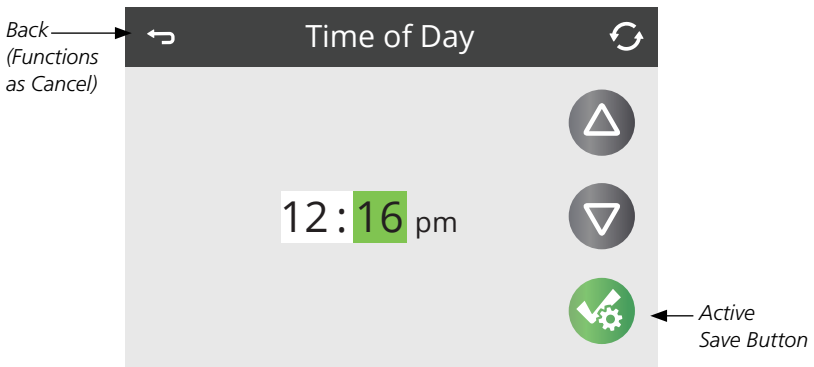 Back
(Functions
as Cancel)
Time of Day
12:16 pm
Active
Save Button